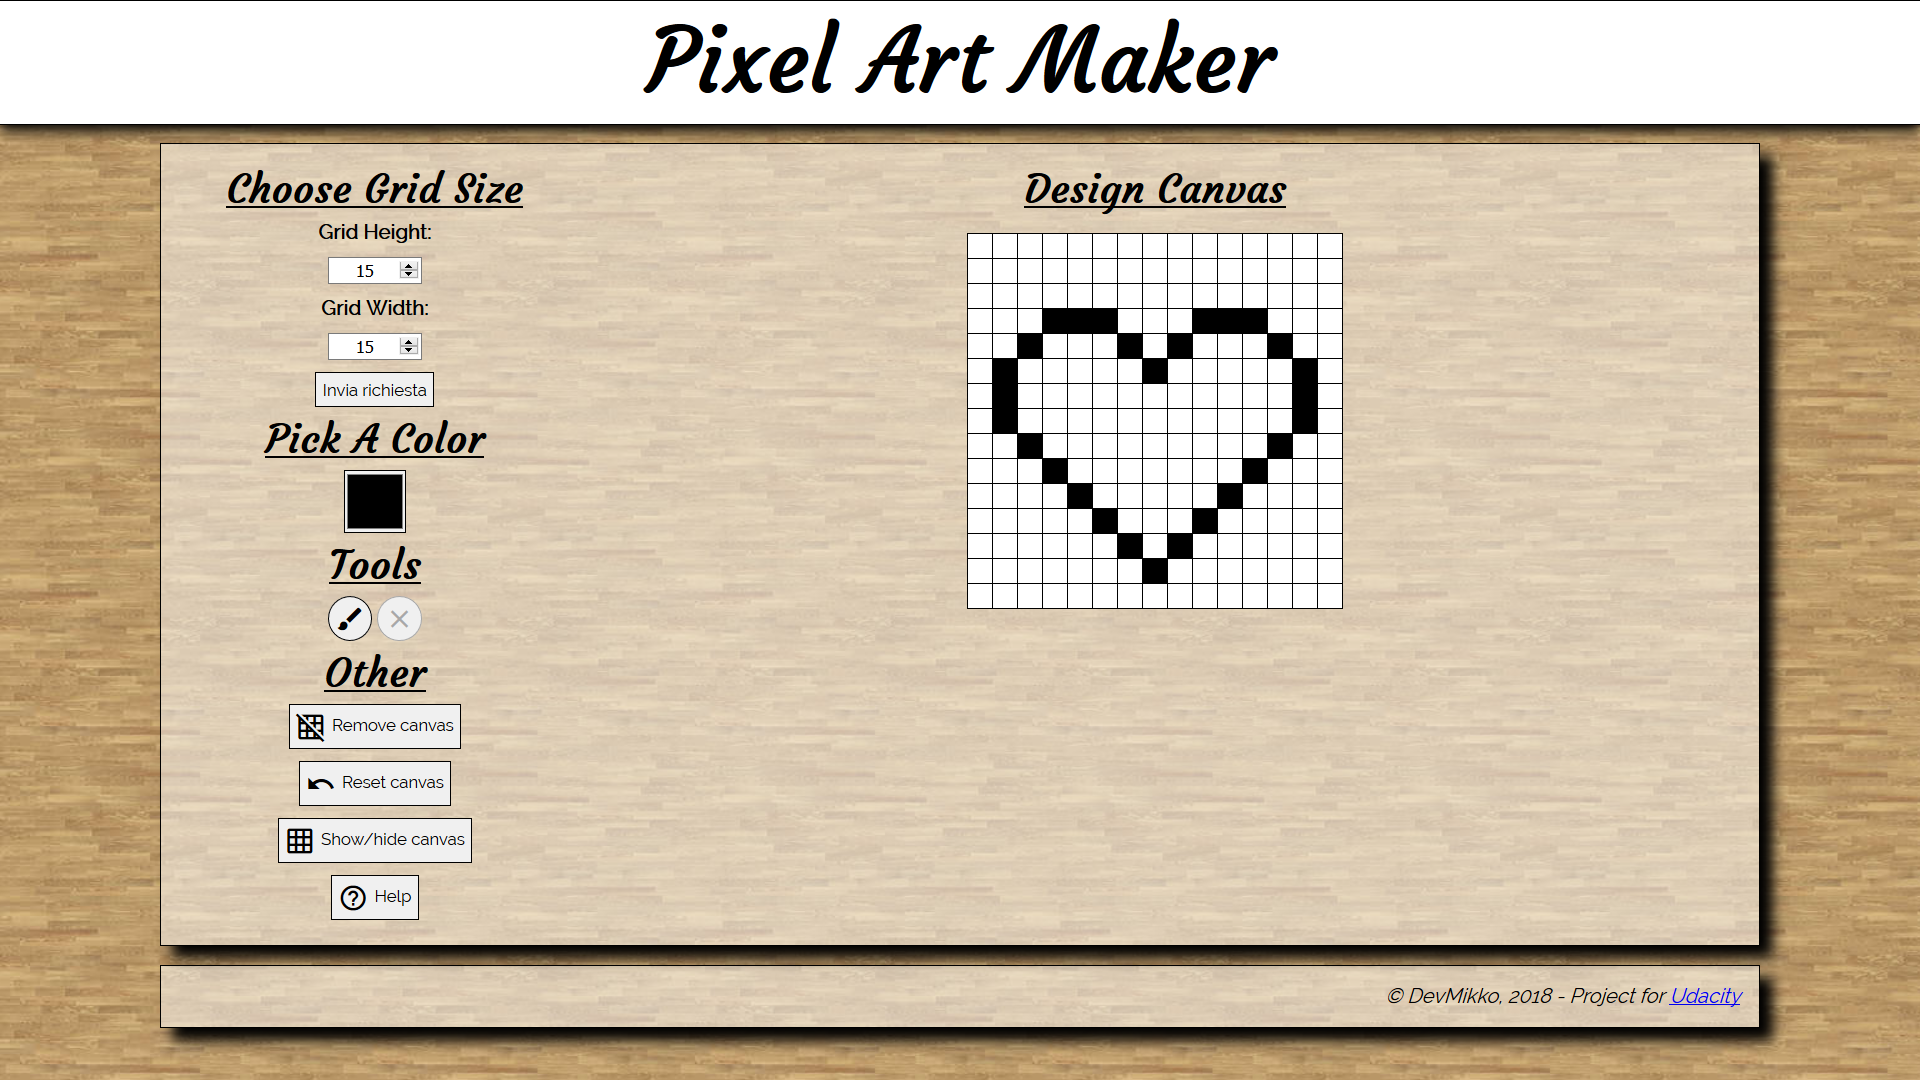 Pixel Art Maker
Choose Grid Size
Grid Height:
15
Grid Width:
15
Invia richiesta
Pick A Color
Tools
Other
Remove canvas
Reset canvas
Show/hide canvas
Help
Design Canvas
© DevMikko, 2018 - Project for Udacity